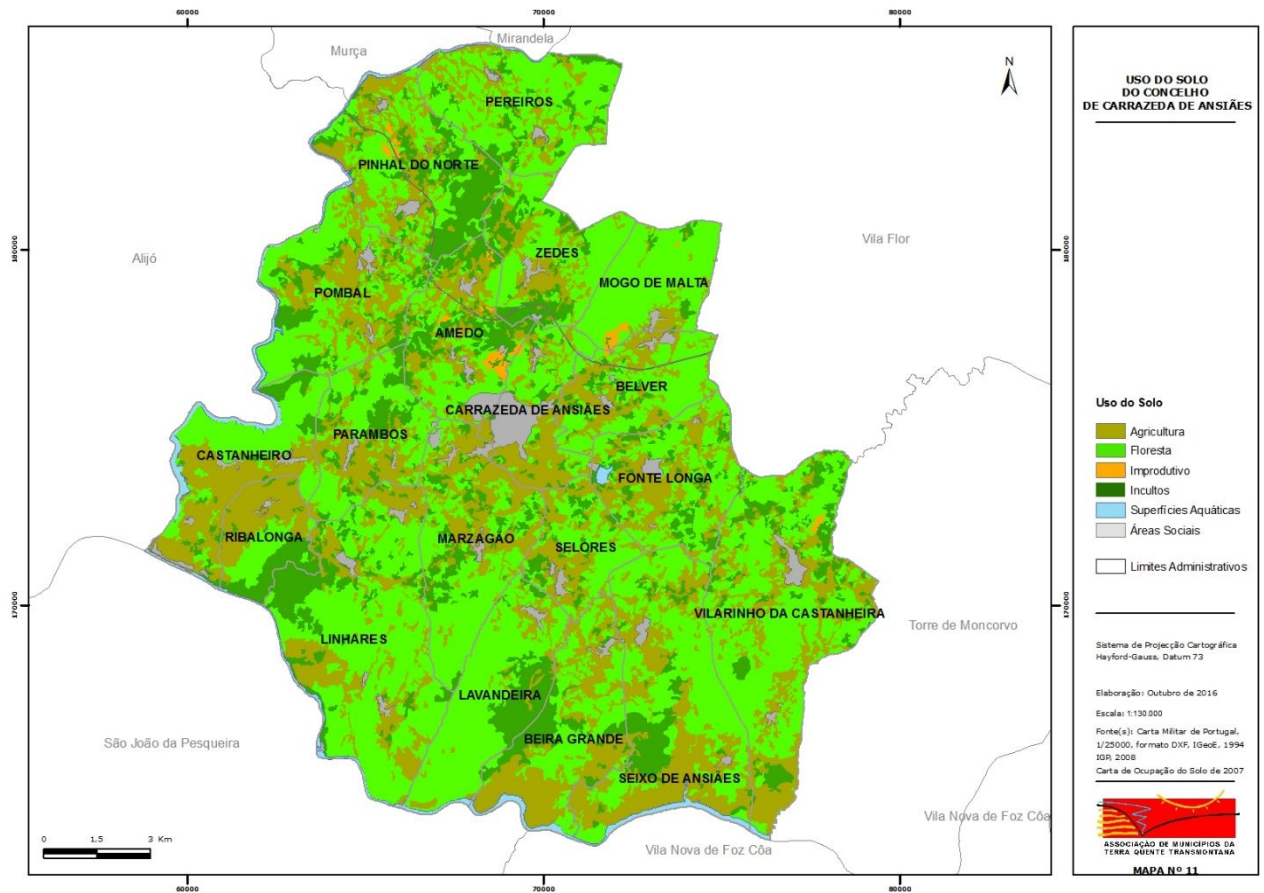 60000
70000
80000
Mirandela
Murça
N
PEREIROS
PINHAL DO NORTE
180000
180000
ZEDES
Vila Flor
Alijó
MOGO DE MALTA
POMBAL
AMEDO
BELVER
CARRAZEDA DE ANSIÃES
PARAMBOS
CASTANHEIRO
FONTE LONGA
RIBALONGA
MARZAGÃO
SELORES
170000
170000
VILARINHO DA CASTANHEIRA
Torre de Moncorvo
LINHARES
LAVANDEIRA
BEIRA GRANDE
São João da Pesqueira
SEIXO DE ANSIÃES
Vila Nova de Foz Côa
0 1,5 3 Km
Vila Nova de Foz Côa
60000
70000
80000
USO DO SOLO
DO CONCELHO
DE CARRAZEDA DE ANSIÃES
Uso do Solo
Agricultura
Floresta
Improdutivo
Incultos
Superfícies Aquáticas
Áreas Sociais
Limites Administrativos
Sistema de Projecção Cartográfica
Hayford-Gauss, Datum 73
Elaboração: Outubro de 2016
Escala: 1:130.000
Fonte(s): Carta Militar de Portugal,
1/25000, formato DXF, IGeoE, 1994
IGP, 2008
Carta de Ocupação do Solo de 2007
ASSOCIAÇÃO DE MUNICÍPIOS DA
TERRA QUENTE TRANSMONTANA
MAPA Nº 11